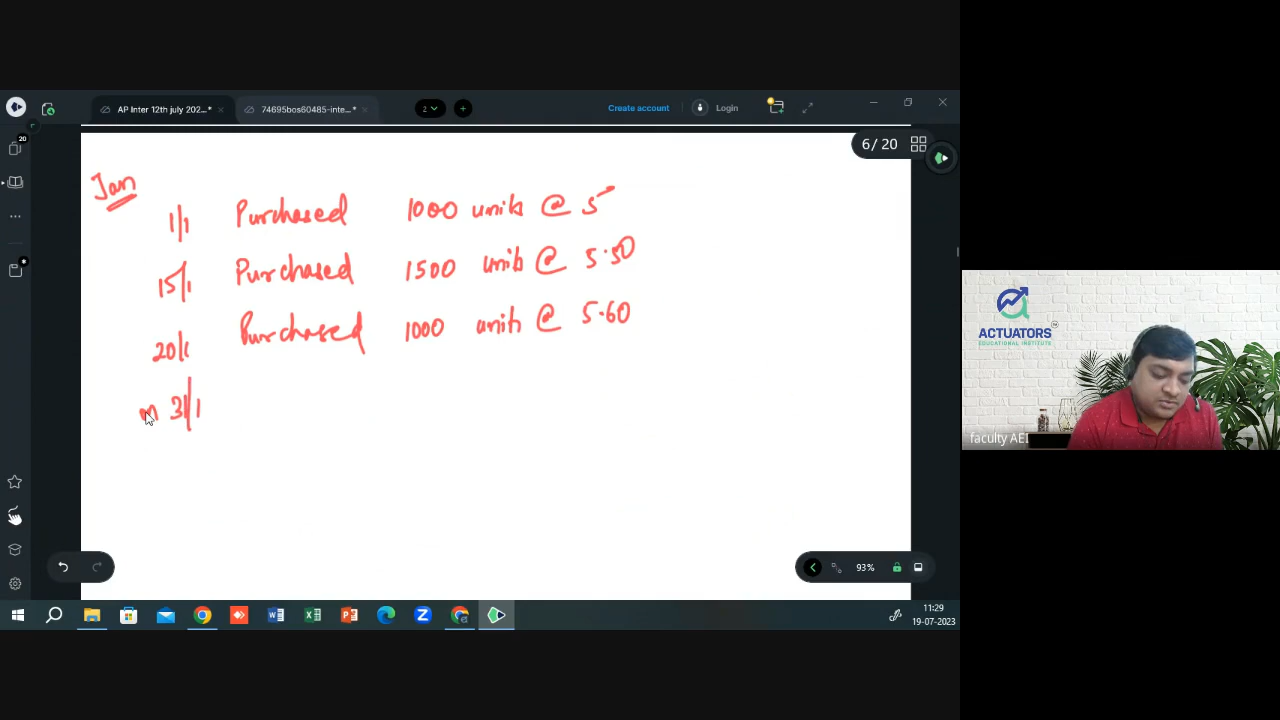 AP Inter 12th july 202...*
74695bos60485-inte...*
2
Create account
Login
20
6/ 20
Jan
1/1 Purchased 1000 units @ 5
15/1 Purchased 1500 units @ 5.50
20/1 Purchased 1000 units @ 5.60
31/1
ACTUATORS
EDUCATIONAL INSTITUTE
faculty AEI
93%
11:29
19-07-2023